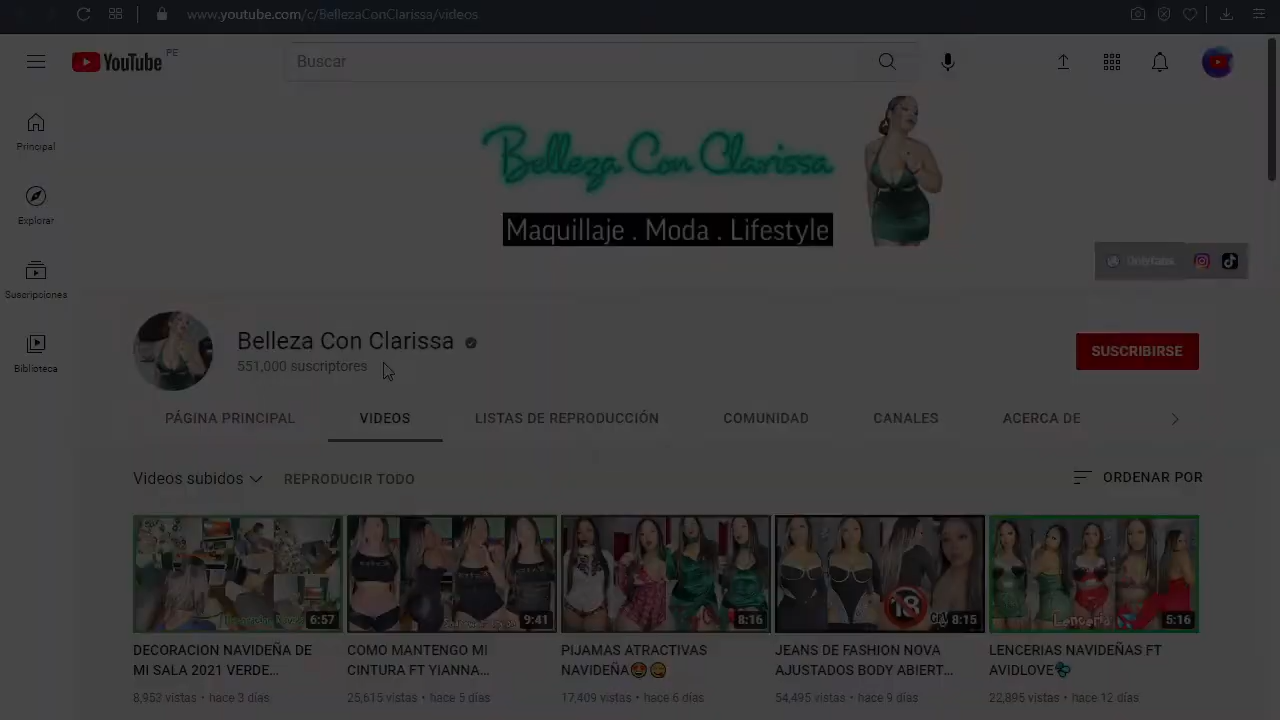 www.youtube.com/c/BellezaConClarissa/videos
YouTube PE
Buscar
Principal
Explorar
Suscripciones
Biblioteca
Belleza Con Clarissa
Maquillaje . Moda . Lifestyle
Onlyfans
Belleza Con Clarissa
551,000 suscriptores
SUSCRIBIRSE
PÁGINA PRINCIPAL VIDEOS LISTAS DE REPRODUCCIÓN COMUNIDAD CANALES ACERCA DE
Videos subidos REPRODUCIR TODO ORDENAR POR
6:57
9:41
8:16
18
8:15
Lencería
5:16
DECORACION NAVIDEÑA DE
MI SALA 2021 VERDE...
8,953 vistas • hace 3 días
COMO MANTENGO MI
CINTURA FT YIANNA...
25,615 vistas • hace 5 días
PIJAMAS ATRACTIVAS
NAVIDEÑA🤩😜
17,409 vistas • hace 6 días
JEANS DE FASHION NOVA
AJUSTADOS BODY ABIERT...
54,495 vistas • hace 9 días
LENCERIAS NAVIDEÑAS FT
AVIDLOVE💦
22,895 vistas • hace 12 días